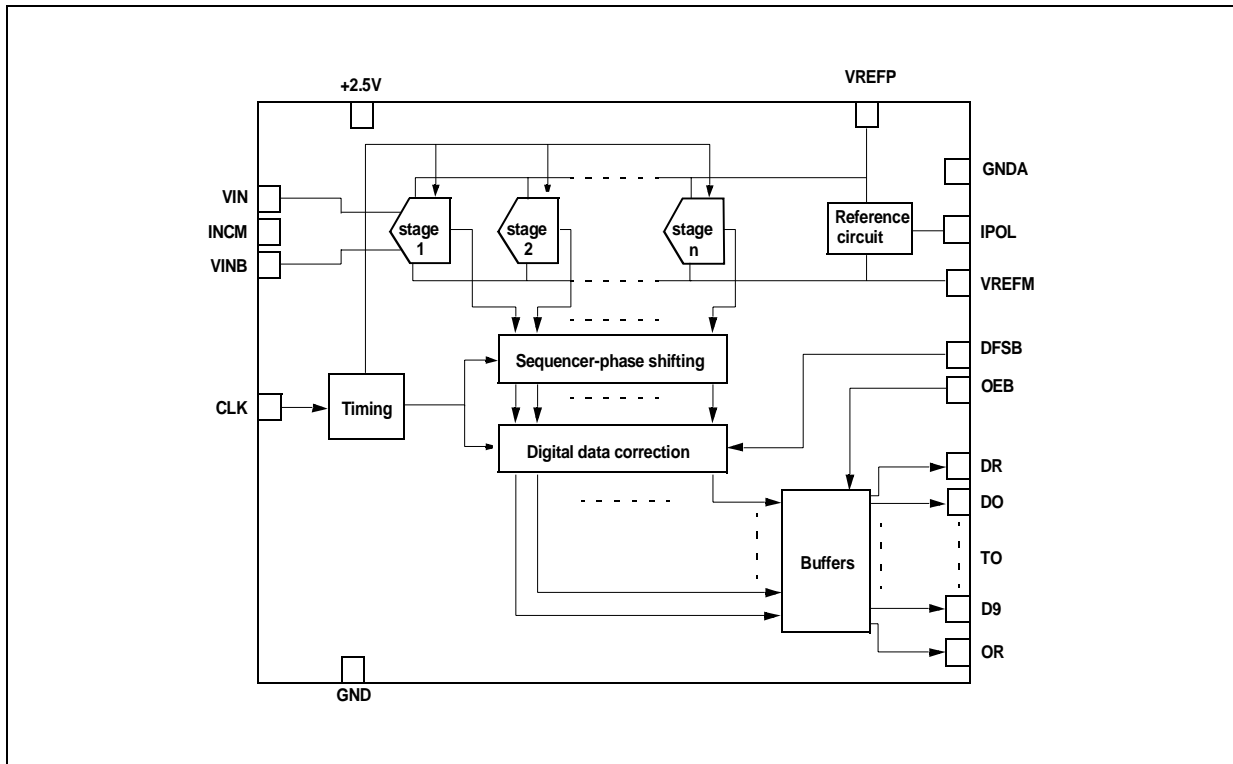 +2.5V
VREFP
GNDA
VIN
INCM
VINB
stage
1
stage
2
stage
n
Reference
circuit
IPOL
VREFM
Sequencer-phase shifting
DFSB
OEB
CLK
Timing
Digital data correction
DR
DO
Buffers
TO
D9
OR
GND